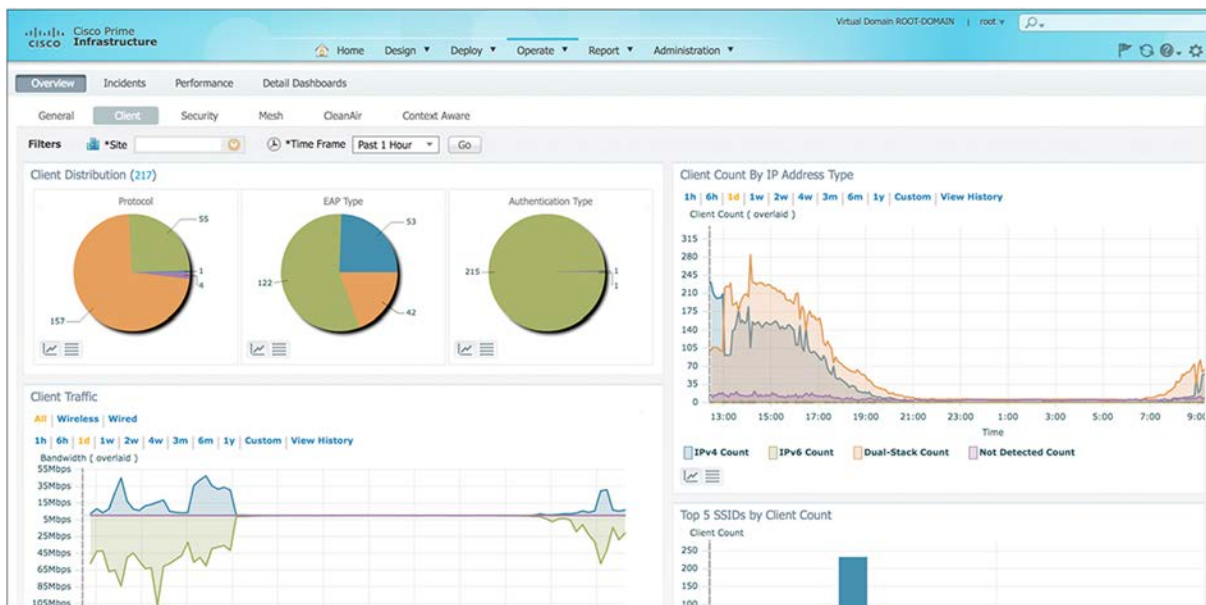 Virtual Domain ROOT-DOMAIN | root
cisco Cisco Prime Infrastructure
Home Design Deploy Operate Report Administration
Overview Incidents Performance Detail Dashboards
General Client Security Mesh CleanAir Context Aware
Filters *Site *Time Frame Past 1 Hour Go
Client Distribution (217)
Protocol
55
1
4
157
EAP Type
53
122
42
Authentication Type
215
1
1
Client Traffic
All | Wireless | Wired
1h | 6h | 1d | 1w | 2w | 4w | 3m | 6m | 1y | Custom | View History
Bandwidth ( overlaid )
55Mbps
35Mbps
15Mbps
5Mbps
25Mbps
45Mbps
65Mbps
85Mbps
105Mbps
Client Count By IP Address Type
1h | 6h | 1d | 1w | 2w | 4w | 3m | 6m | 1y | Custom | View History
Client Count ( overlaid )
315
280
245
210
175
140
105
70
35
0
13:00 15:00 17:00 19:00 21:00 23:00 1:00 3:00 5:00 7:00 9:00
Time
IPv4 Count IPv6 Count Dual-Stack Count Not Detected Count
Top 5 SSIDs by Client Count
Client Count
250
200
150
100